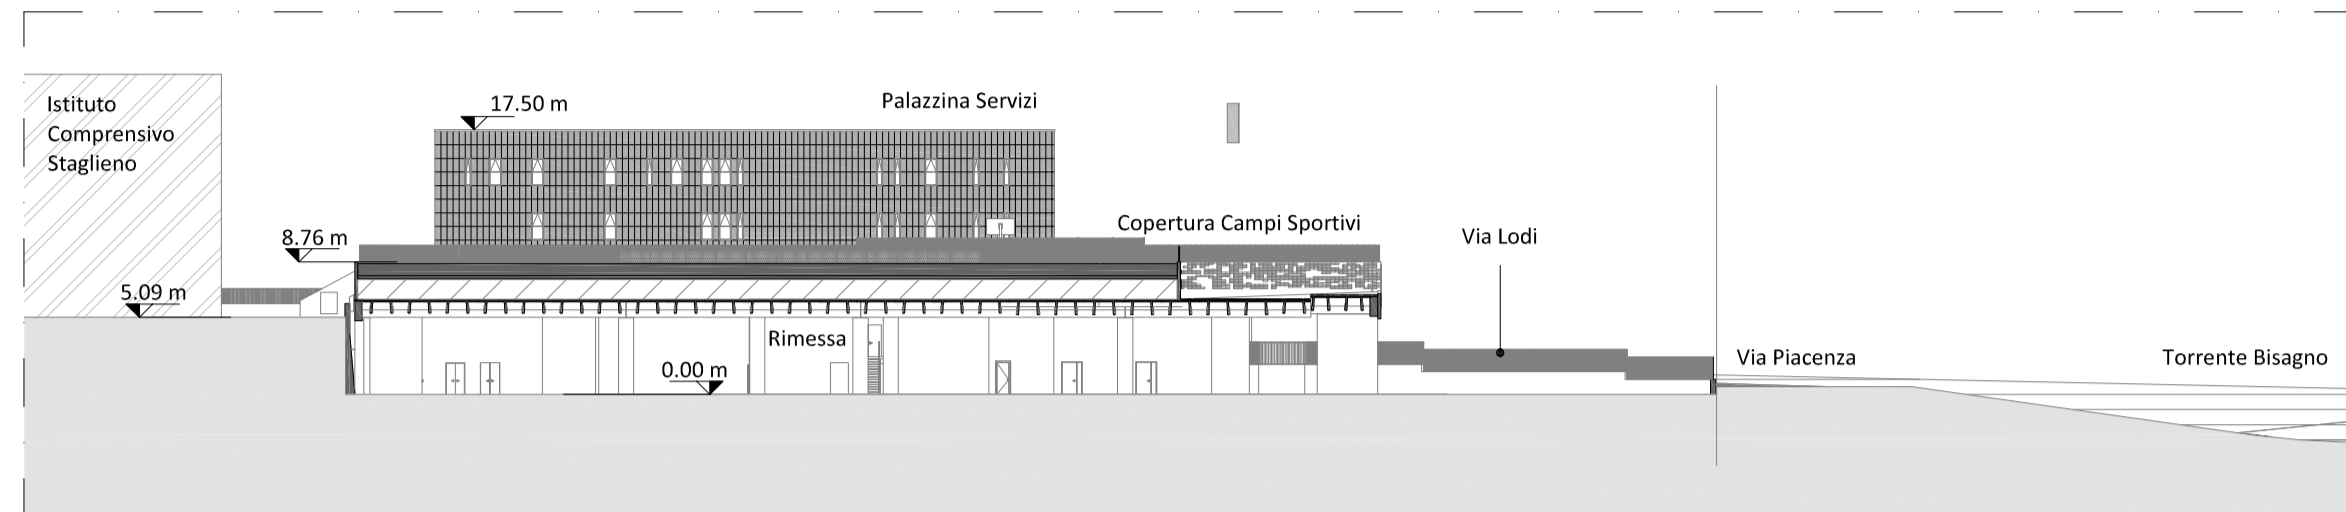 Istituto
Comprensivo
Staglieno
17.50 m
Palazzina Servizi
8.76 m
Copertura Campi Sportivi
Via Lodi
5.09 m
Rimessa
0.00 m
Via Piacenza
Torrente Bisagno